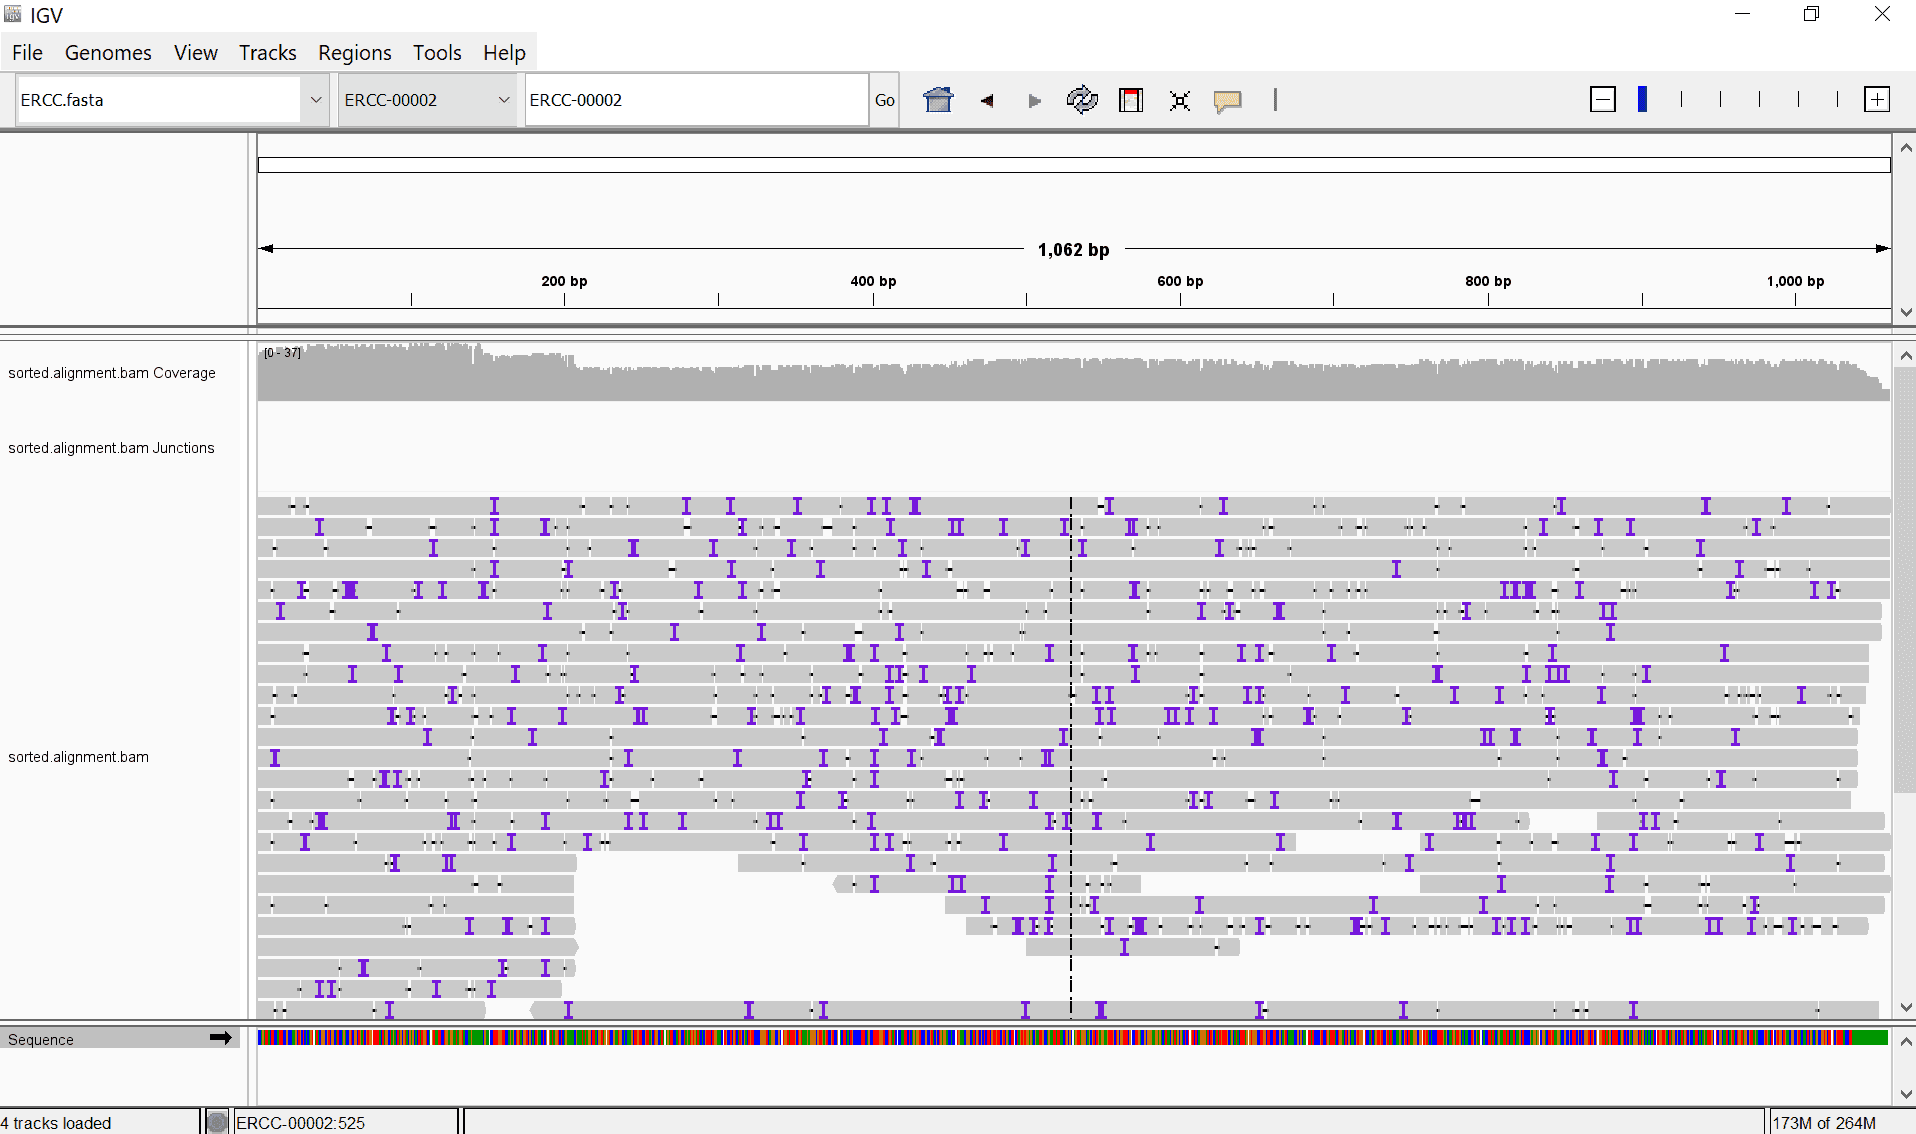 IGV
File Genomes View Tracks Regions Tools Help
ERCC.fasta ERCC-00002 ERCC-00002 Go
1,062 bp
200 bp 400 bp 600 bp 800 bp 1,000 bp
[0 - 37]
sorted.alignment.bam Coverage
sorted.alignment.bam Junctions
sorted.alignment.bam
Sequence
4 tracks loaded ERCC-00002:525 173M of 264M